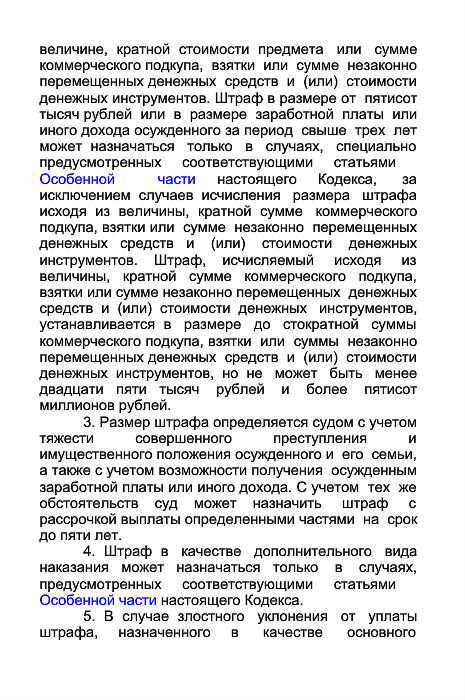 величине, кратной стоимости предмета или сумме
коммерческого подкупа, взятки или сумме незаконно
перемещенных денежных средств и (или) стоимости
денежных инструментов. Штраф в размере от пятисот
тысяч рублей или в размере заработной платы или
иного дохода осужденного за период свыше трех лет
может назначаться только в случаях, специально
предусмотренных соответствующими статьями
Особенной части настоящего Кодекса, за
исключением случаев исчисления размера штрафа
исходя из величины, кратной сумме коммерческого
подкупа, взятки или сумме незаконно перемещенных
денежных средств и (или) стоимости денежных
инструментов. Штраф, исчисляемый исходя из
величины, кратной сумме коммерческого подкупа,
взятки или сумме незаконно перемещенных денежных
средств и (или) стоимости денежных инструментов,
устанавливается в размере до стократной суммы
коммерческого подкупа, взятки или суммы незаконно
перемещенных денежных средств и (или) стоимости
денежных инструментов, но не может быть менее
двадцати пяти тысяч рублей и более пятисот
миллионов рублей.
3. Размер штрафа определяется судом с учетом
тяжести совершенного преступления и
имущественного положения осужденного и его семьи,
а также с учетом возможности получения осужденным
заработной платы или иного дохода. С учетом тех же
обстоятельств суд может назначить штраф с
рассрочкой выплаты определенными частями на срок
до пяти лет.
4. Штраф в качестве дополнительного вида
наказания может назначаться только в случаях,
предусмотренных соответствующими статьями
Особенной части настоящего Кодекса.
5. В случае злостного уклонения от уплаты
штрафа, назначенного в качестве основного